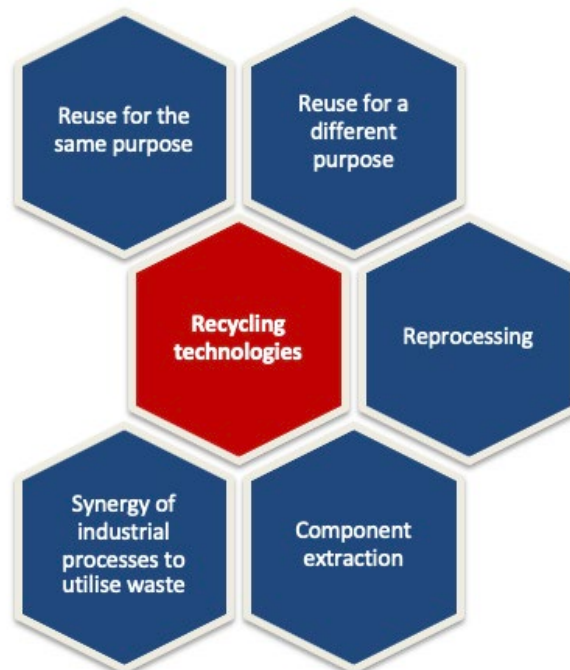 Reuse for the
same purpose
Reuse for a
different
purpose
Recycling
technologies
Reprocessing
Synergy of
industrial
processes to
utilise waste
Component
extraction